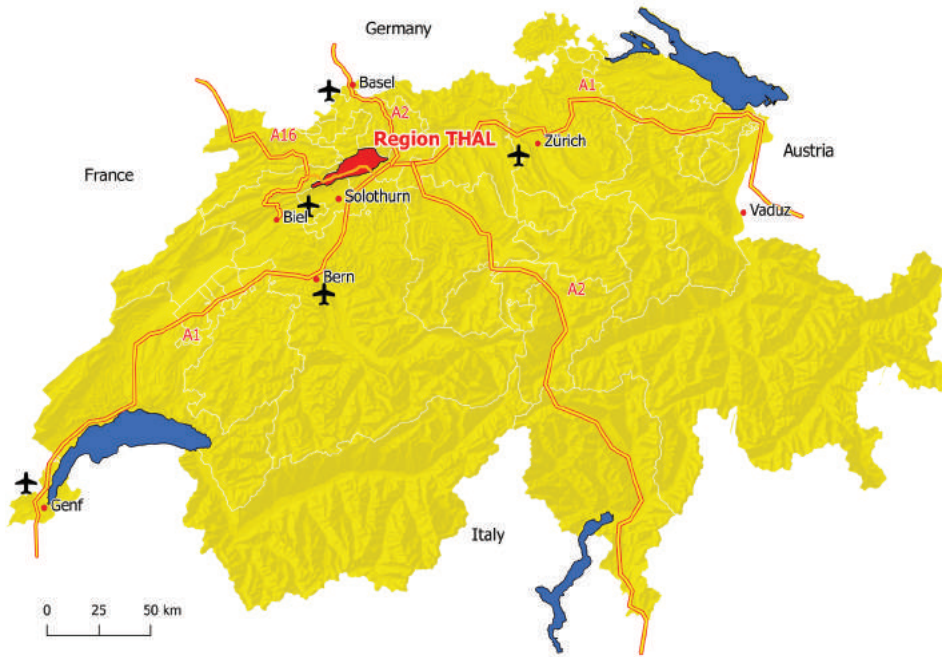 Germany
Basel
A1
A2
A16
Region THAL
Zürich
Austria
France
Solothurn
Biel
Vaduz
Bern
A2
A1
Genf
Italy
0 25 50 km